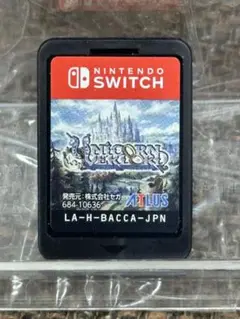 NINTENDO
SWITCH
UNICORN
OVERLORD
発売元:株式会社セガ
684-10636
ATLUS
LA-H-BACCA-JPN